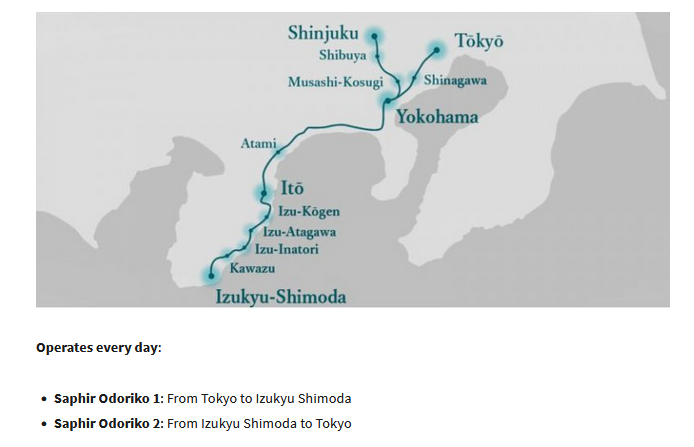 Shinjuku
Tōkyō
Shibuya
Musashi-Kosugi
Shinagawa
Yokohama
Atami
Itō
Izu-Kōgen
Izu-Atagawa
Izu-Inatori
Kawazu
Izukyu-Shimoda
Operates every day:
• Saphir Odoriko 1: From Tokyo to Izukyu Shimoda
• Saphir Odoriko 2: From Izukyu Shimoda to Tokyo